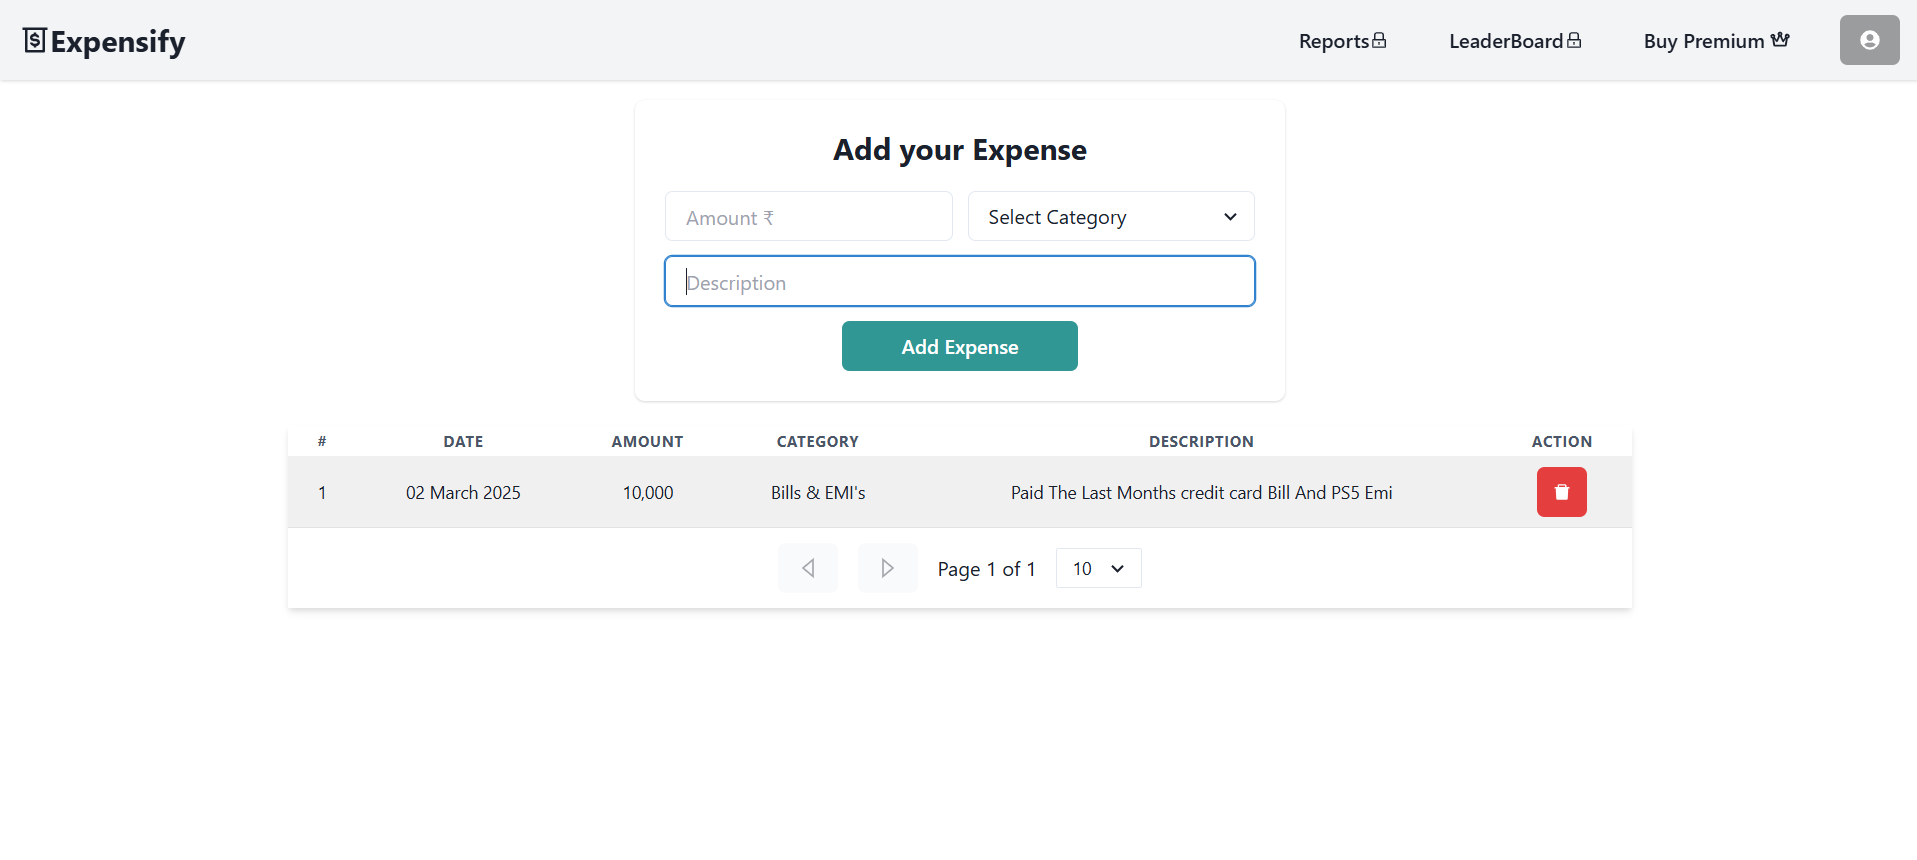 Expensify Reports LeaderBoard Buy Premium
Add your Expense
Amount ₹ Select Category
Description
Add Expense
# DATE AMOUNT CATEGORY DESCRIPTION ACTION
1 02 March 2025 10,000 Bills & EMI's Paid The Last Months credit card Bill And PS5 Emi
Page 1 of 1 10